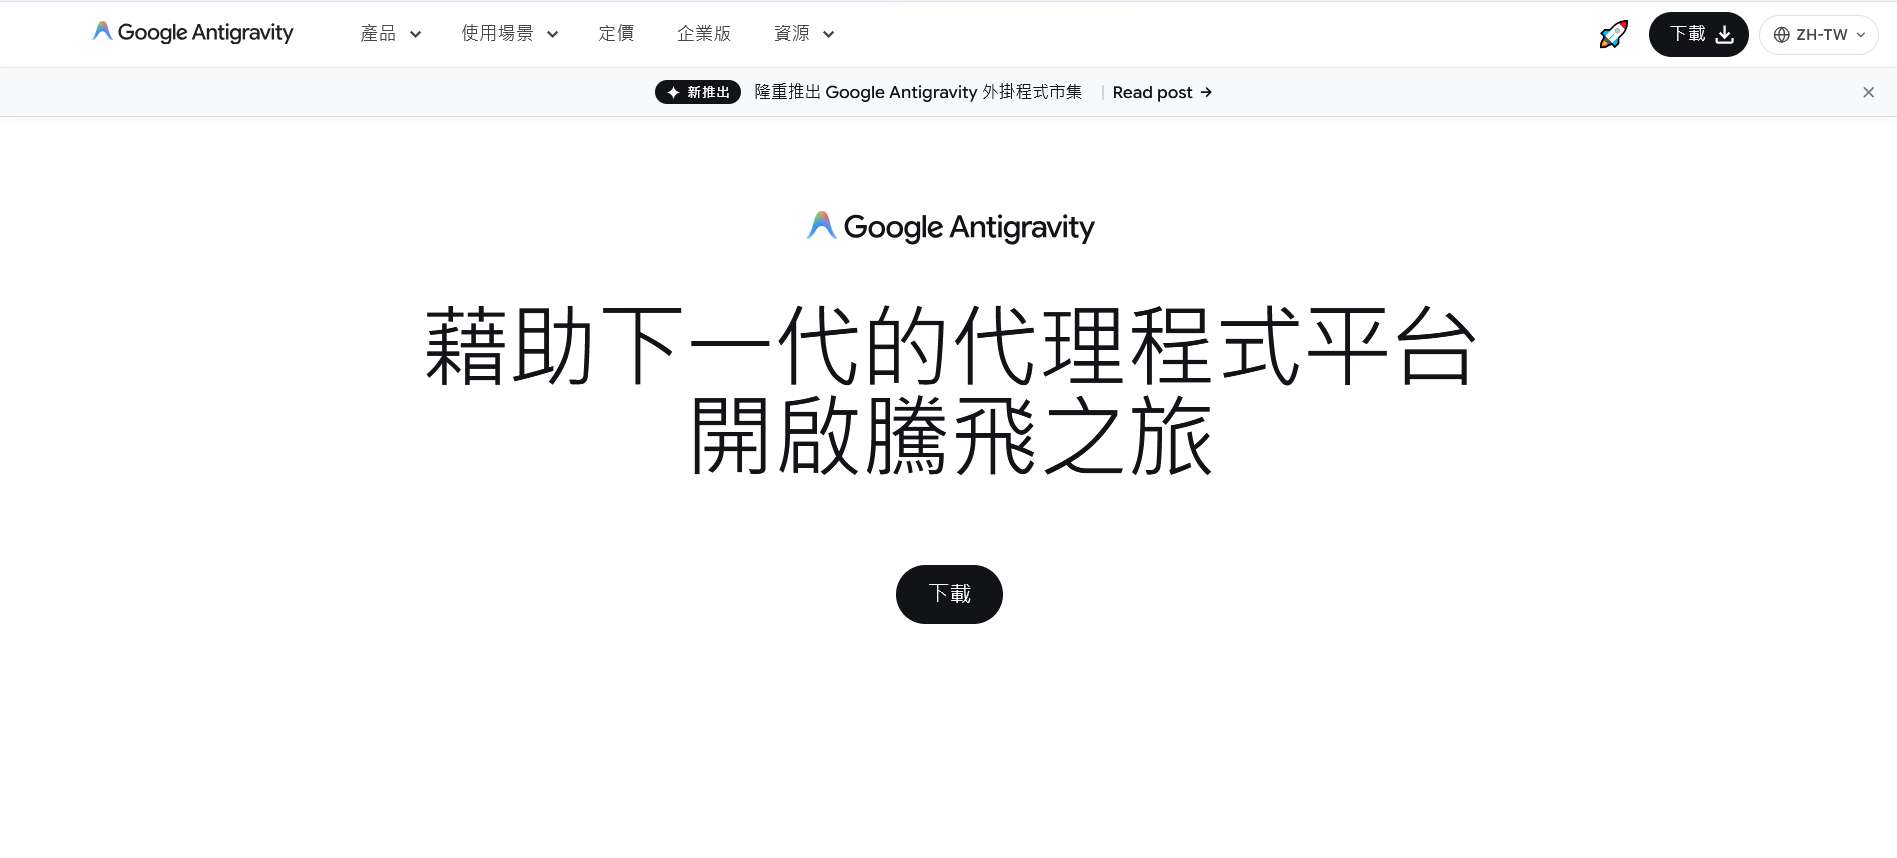 Google Antigravity
產品
使用場景
定價
企業版
資源
下載
ZH-TW
新推出
隆重推出 Google Antigravity 外掛程式市集
Read post →
Google Antigravity
藉助下一代的代理程式平台
開啟騰飛之旅
下載